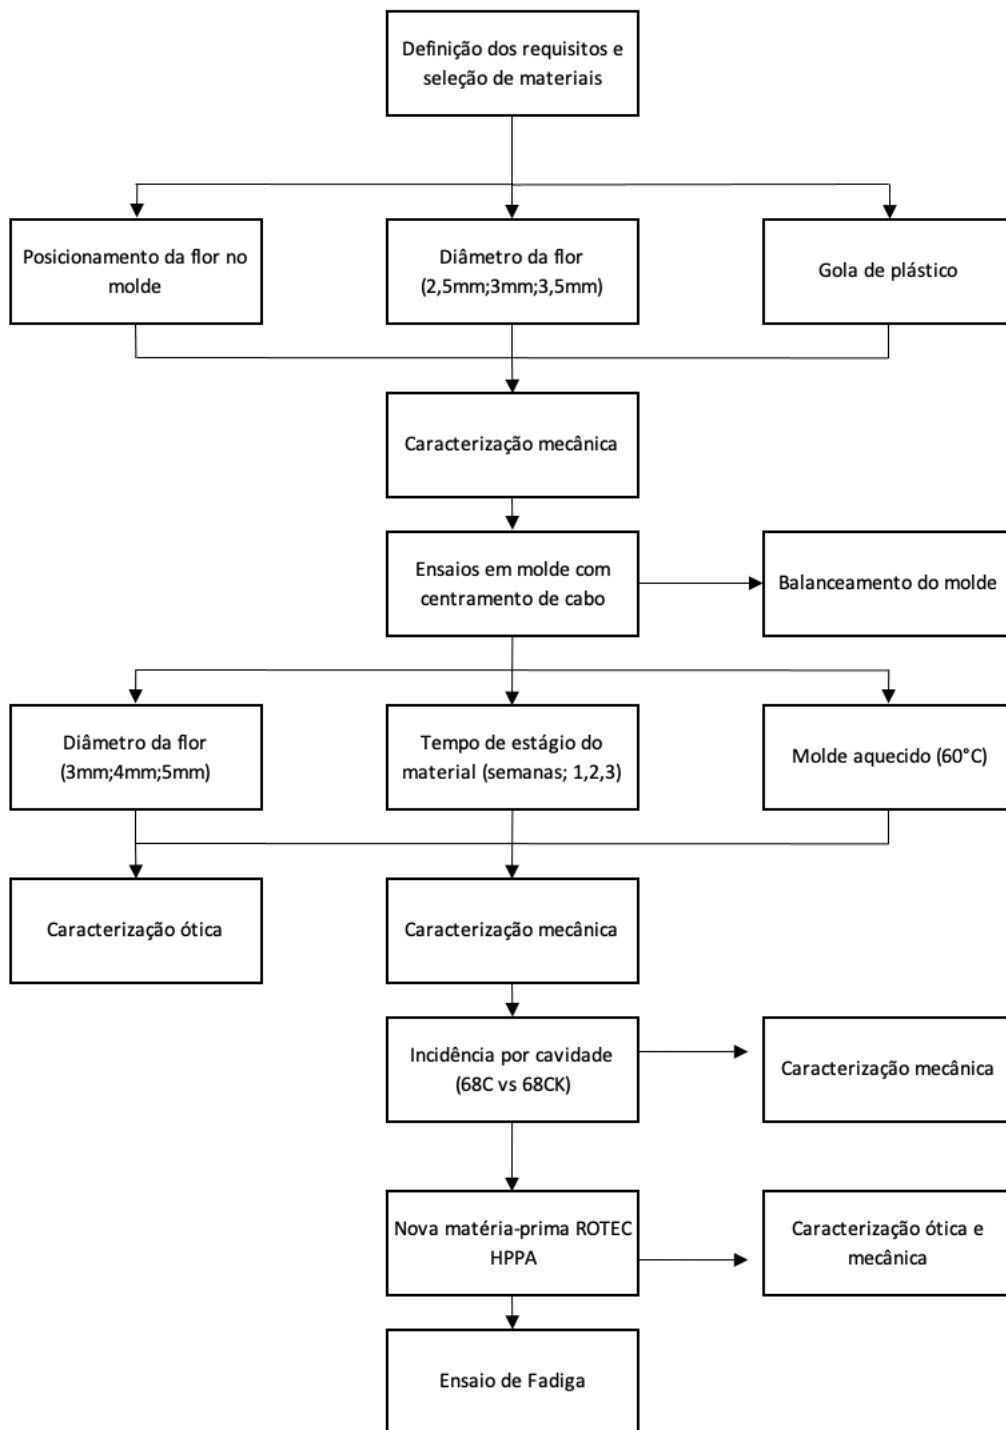 Definição dos requisitos e
seleção de materiais
Posicionamento da flor no
molde
Diâmetro da flor
(2,5mm;3mm;3,5mm)
Gola de plástico
Caracterização mecânica
Ensaios em molde com
centramento de cabo
Balanceamento do molde
Diâmetro da flor
(3mm;4mm;5mm)
Tempo de estágio do
material (semanas; 1,2,3)
Molde aquecido (60°C)
Caracterização ótica
Caracterização mecânica
Incidência por cavidade
(68C vs 68CK)
Caracterização mecânica
Nova matéria-prima ROTEC
HPPA
Caracterização ótica e
mecânica
Ensaio de Fadiga